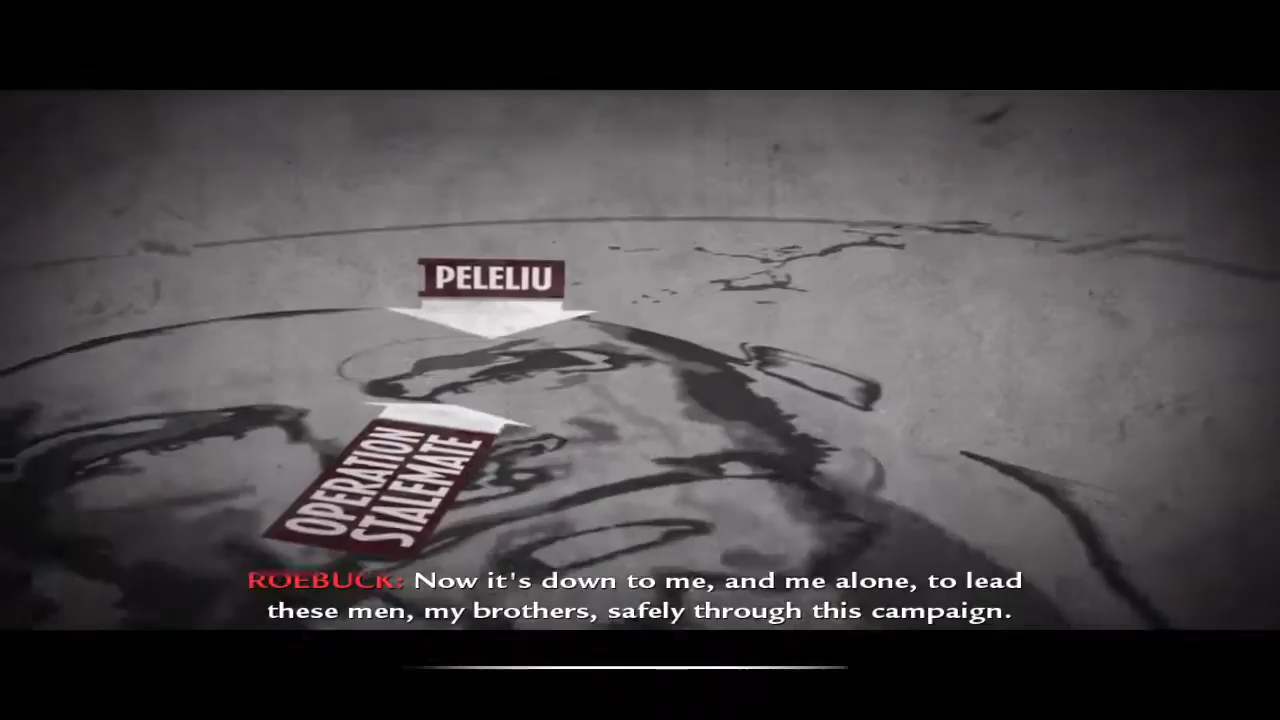 PELELIU
OPERATION
STALEMATE
ROEBUCK: Now it's down to me, and me alone, to lead
these men, my brothers, safely through this campaign.